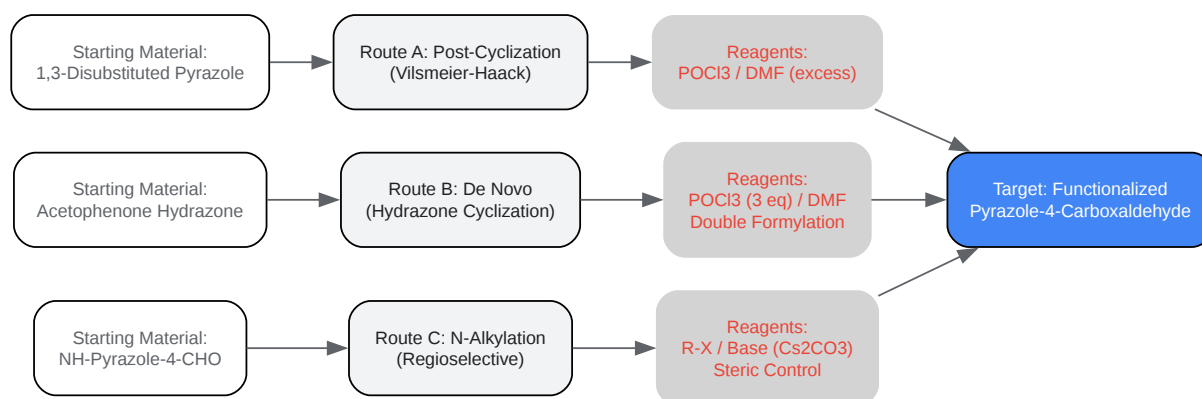 Starting Material:
1,3-Disubstituted Pyrazole
Route A: Post-Cyclization
(Vilsmeier-Haack)
Reagents:
POCl3 / DMF (excess)
Starting Material:
Acetophenone Hydrazone
Route B: De Novo
(Hydrazone Cyclization)
Reagents:
POCl3 (3 eq) / DMF
Double Formylation
Target: Functionalized
Pyrazole-4-Carboxaldehyde
Starting Material:
NH-Pyrazole-4-CHO
Route C: N-Alkylation
(Regioselective)
Reagents:
R-X / Base (Cs2CO3)
Steric Control